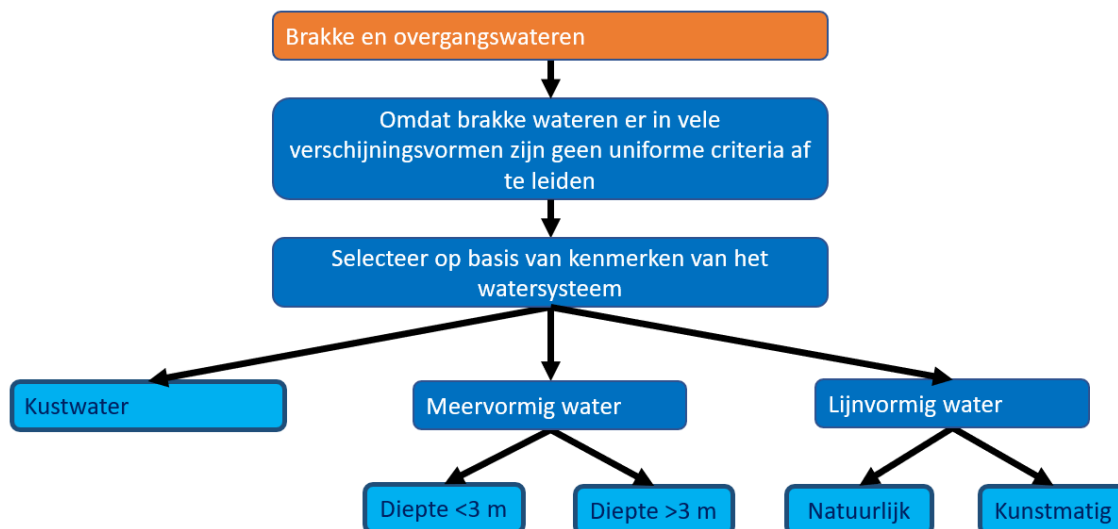 Brakke en overgangswateren
Omdat brakke wateren er in vele
verschijningsvormen zijn geen uniforme criteria af
te leiden
Selecteer op basis van kenmerken van het
watersysteem
Kustwater
Meervormig water
Lijnvormig water
Diepte <3 m
Diepte >3 m
Natuurlijk
Kunstmatig